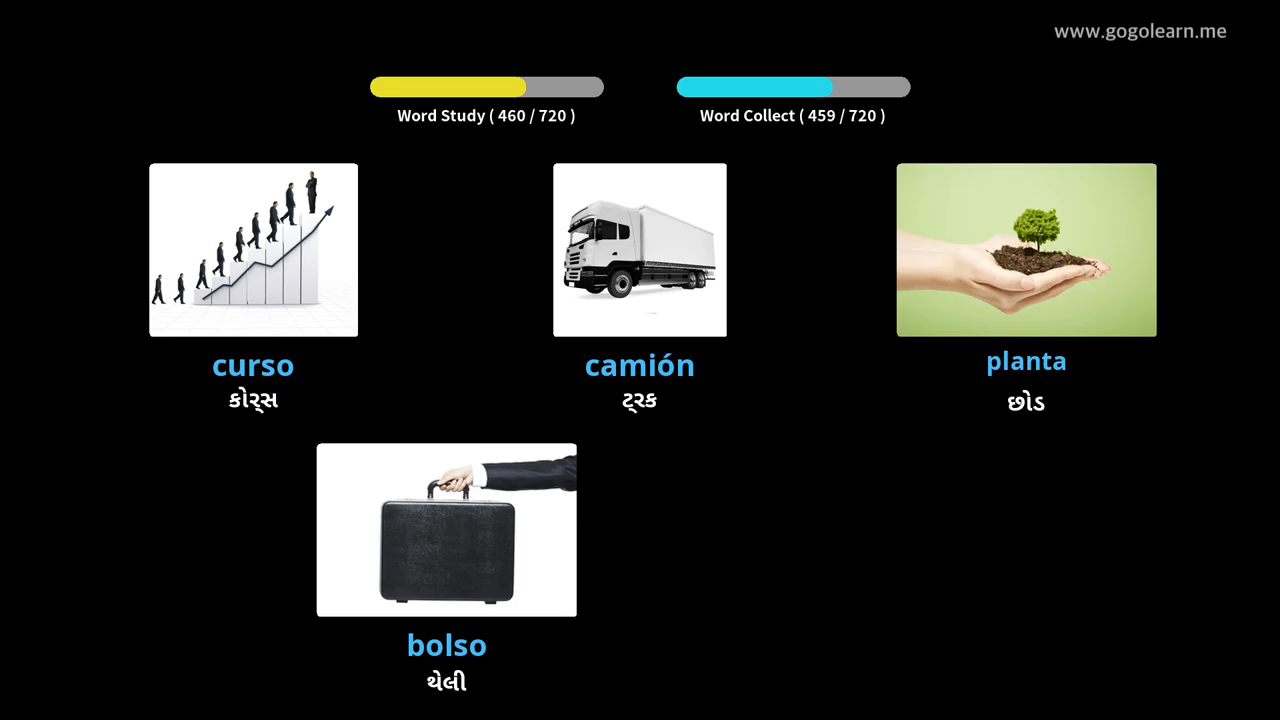 www.gogolearn.me
Word Study ( 460 / 720 )
Word Collect ( 459 / 720 )
curso
કોર્સ
camión
ટ્રક
planta
છોડ
bolso
થેલી